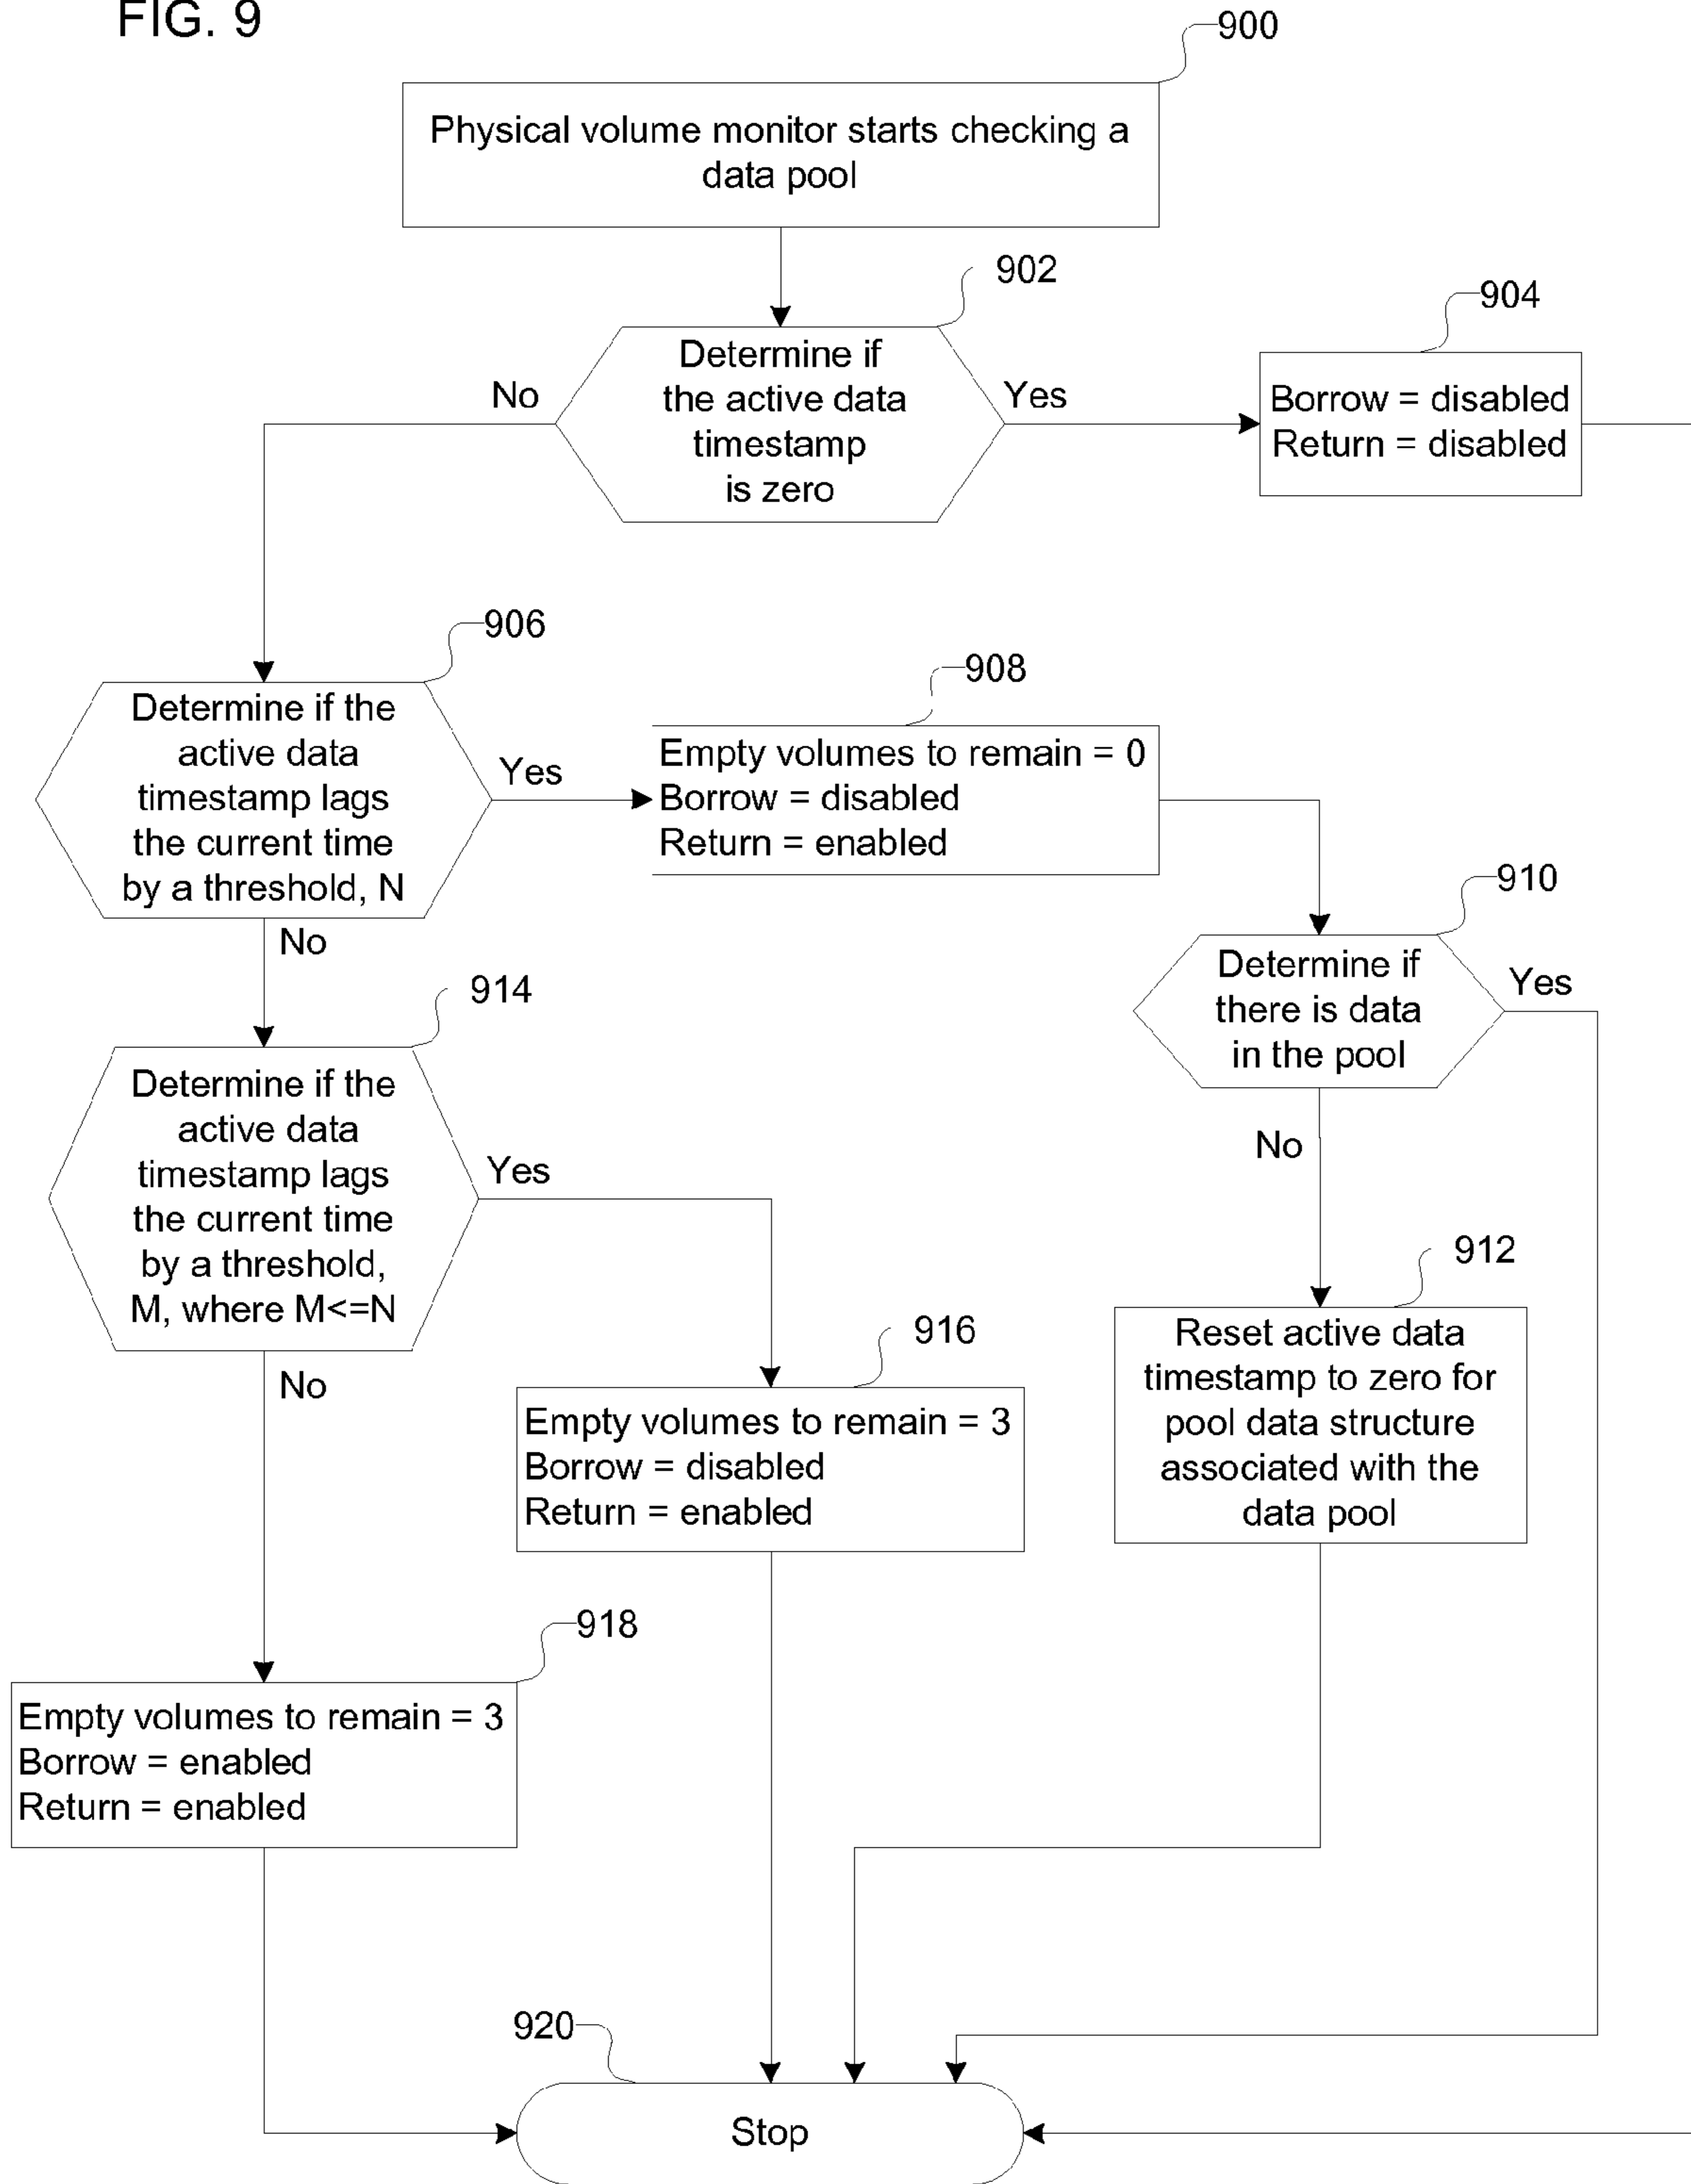 FIG. 9
900
Physical volume monitor starts checking a
data pool
902
Determine if
the active data
timestamp
is zero
No
Yes
904
Borrow = disabled
Return = disabled
906
Determine if the
active data
timestamp lags
the current time
by a threshold, N
Yes
No
908
Empty volumes to remain = 0
Borrow = disabled
Return = enabled
910
Determine if
there is data
in the pool
Yes
No
912
Reset active data
timestamp to zero for
pool data structure
associated with the
data pool
914
Determine if the
active data
timestamp lags
the current time
by a threshold,
M, where M<=N
Yes
No
916
Empty volumes to remain = 3
Borrow = disabled
Return = enabled
918
Empty volumes to remain = 3
Borrow = enabled
Return = enabled
920
Stop